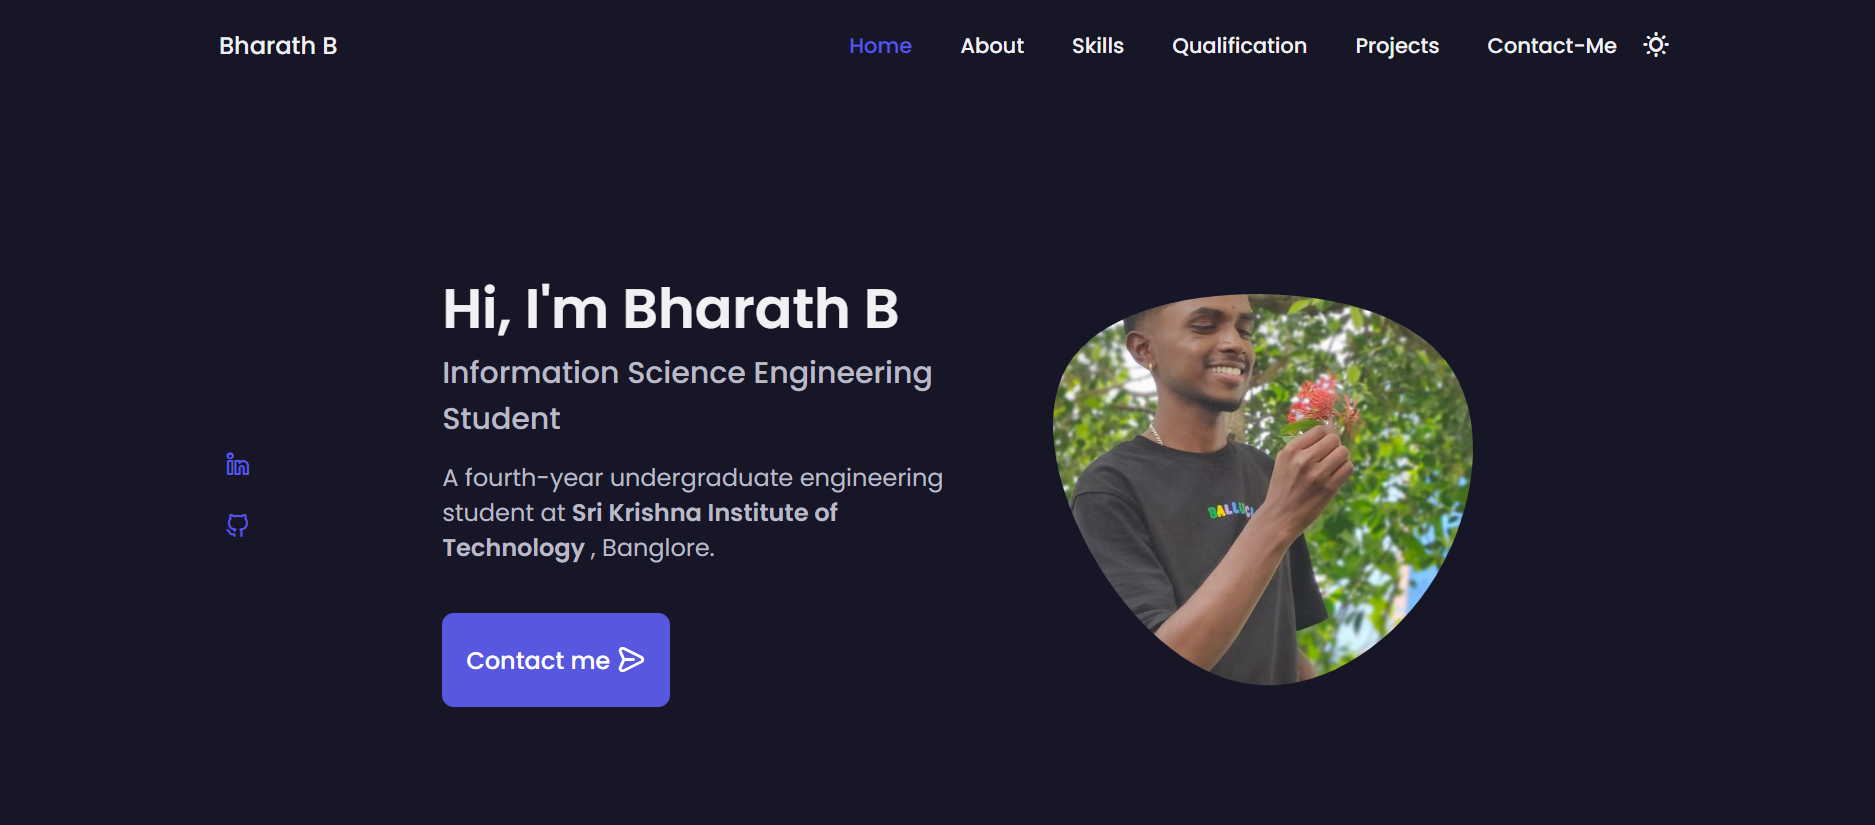 Bharath B
Home
About
Skills
Qualification
Projects
Contact-Me
Hi, I'm Bharath B
Information Science Engineering
Student
A fourth-year undergraduate engineering
student at Sri Krishna Institute of
Technology , Banglore.
Contact me
in